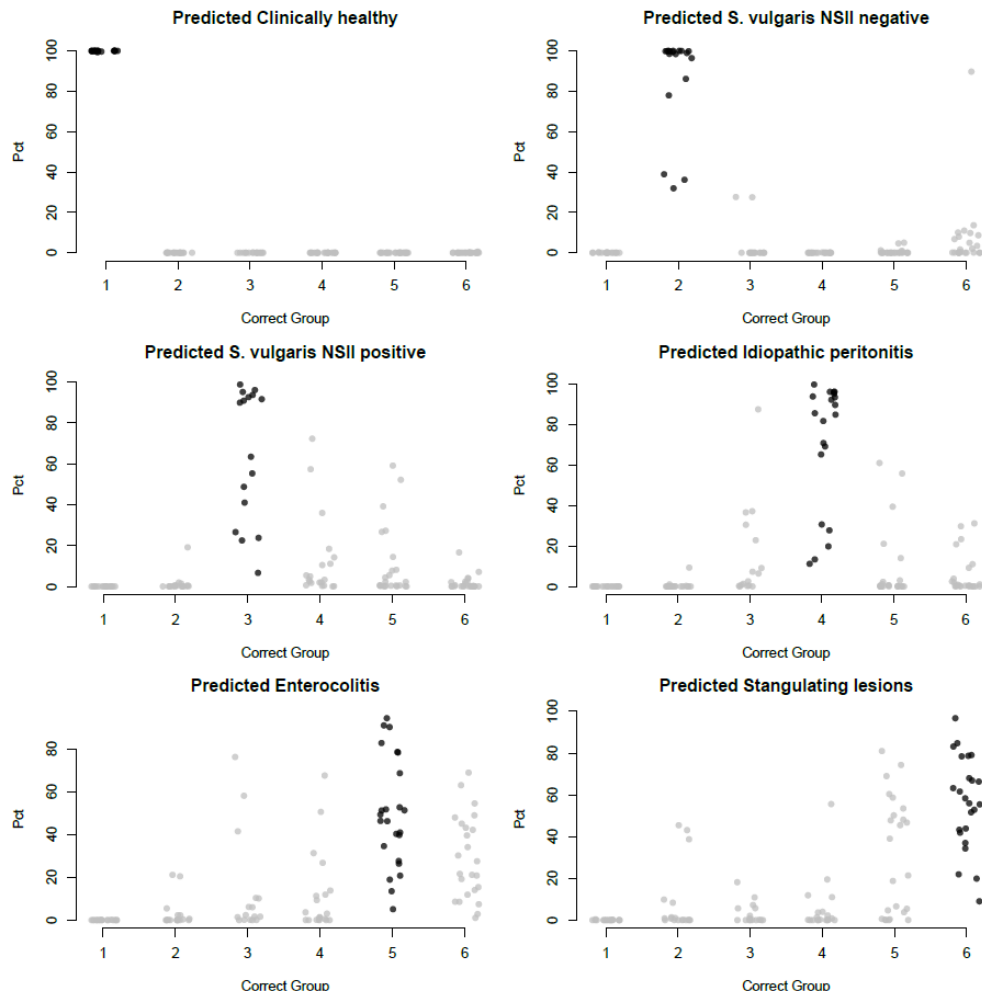 Predicted Clinically healthy
Pct
100
80
60
40
20
0
1 2 3 4 5 6
Correct Group
Predicted S. vulgaris NSII negative
Pct
100
80
60
40
20
0
1 2 3 4 5 6
Correct Group
Predicted S. vulgaris NSII positive
Pct
100
80
60
40
20
0
1 2 3 4 5 6
Correct Group
Predicted Idiopathic peritonitis
Pct
100
80
60
40
20
0
1 2 3 4 5 6
Correct Group
Predicted Enterocolitis
Pct
80
60
40
20
0
1 2 3 4 5 6
Correct Group
Predicted Stangulating lesions
Pct
100
80
60
40
20
0
1 2 3 4 5 6
Correct Group